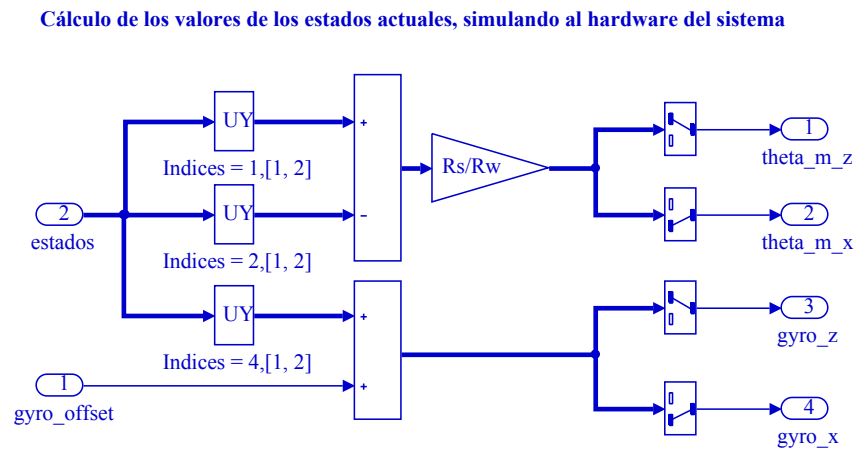 Cálculo de los valores de los estados actuales, simulando al hardware del sistema
UY
+
Indices = 1,[1, 2]
Rs/Rw
1
theta_m_z
2
estados
UY
−
Indices = 2,[1, 2]
2
theta_m_x
UY
+
Indices = 4,[1, 2]
3
gyro_z
1
gyro_offset
+
4
gyro_x